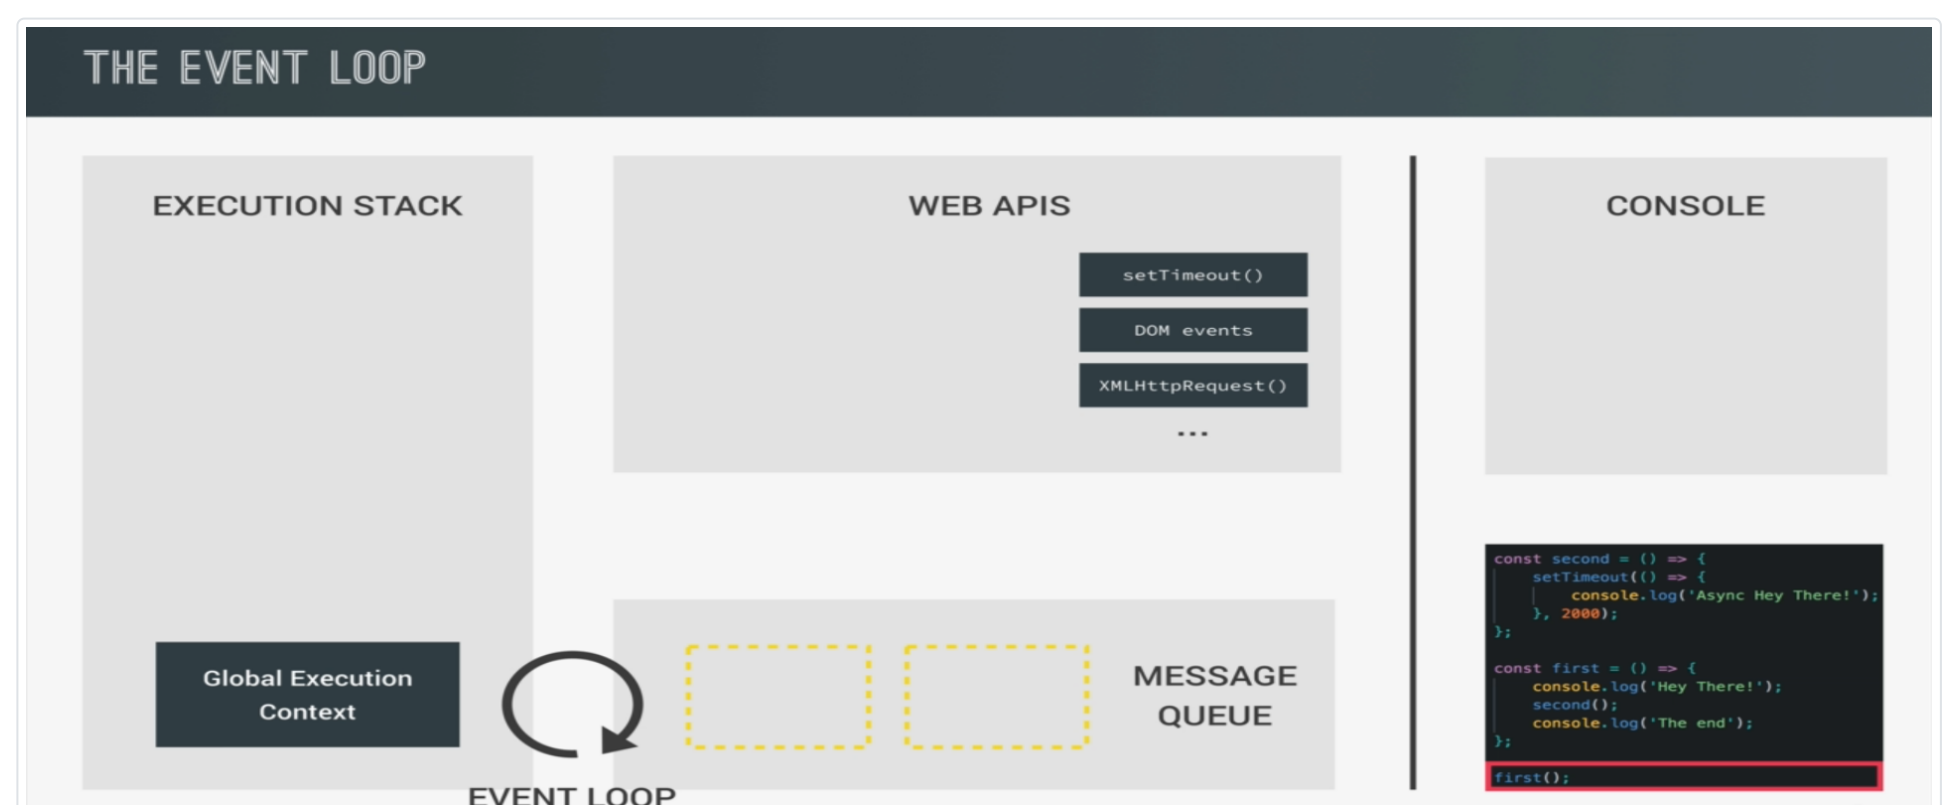 THE EVENT LOOP
EXECUTION STACK
WEB APIS
CONSOLE
setTimeout()
DOM events
XMLHttpRequest()
...
Global Execution
Context
EVENT LOOP
MESSAGE
QUEUE
const second = () => {
    setTimeout(() => {
        console.log('Async Hey There!');
    }, 2000);
};

const first = () => {
    console.log('Hey There!');
    second();
    console.log('The end');
};

first();